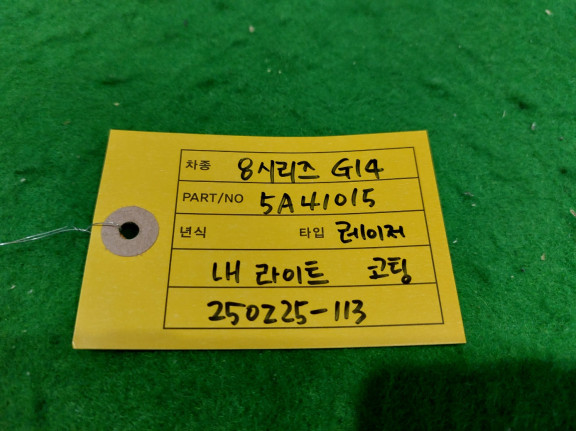 차종 8시리즈 G14
PART/NO 5A41015
년식 타입 레이저
LH 라이트 코팅
250225-113